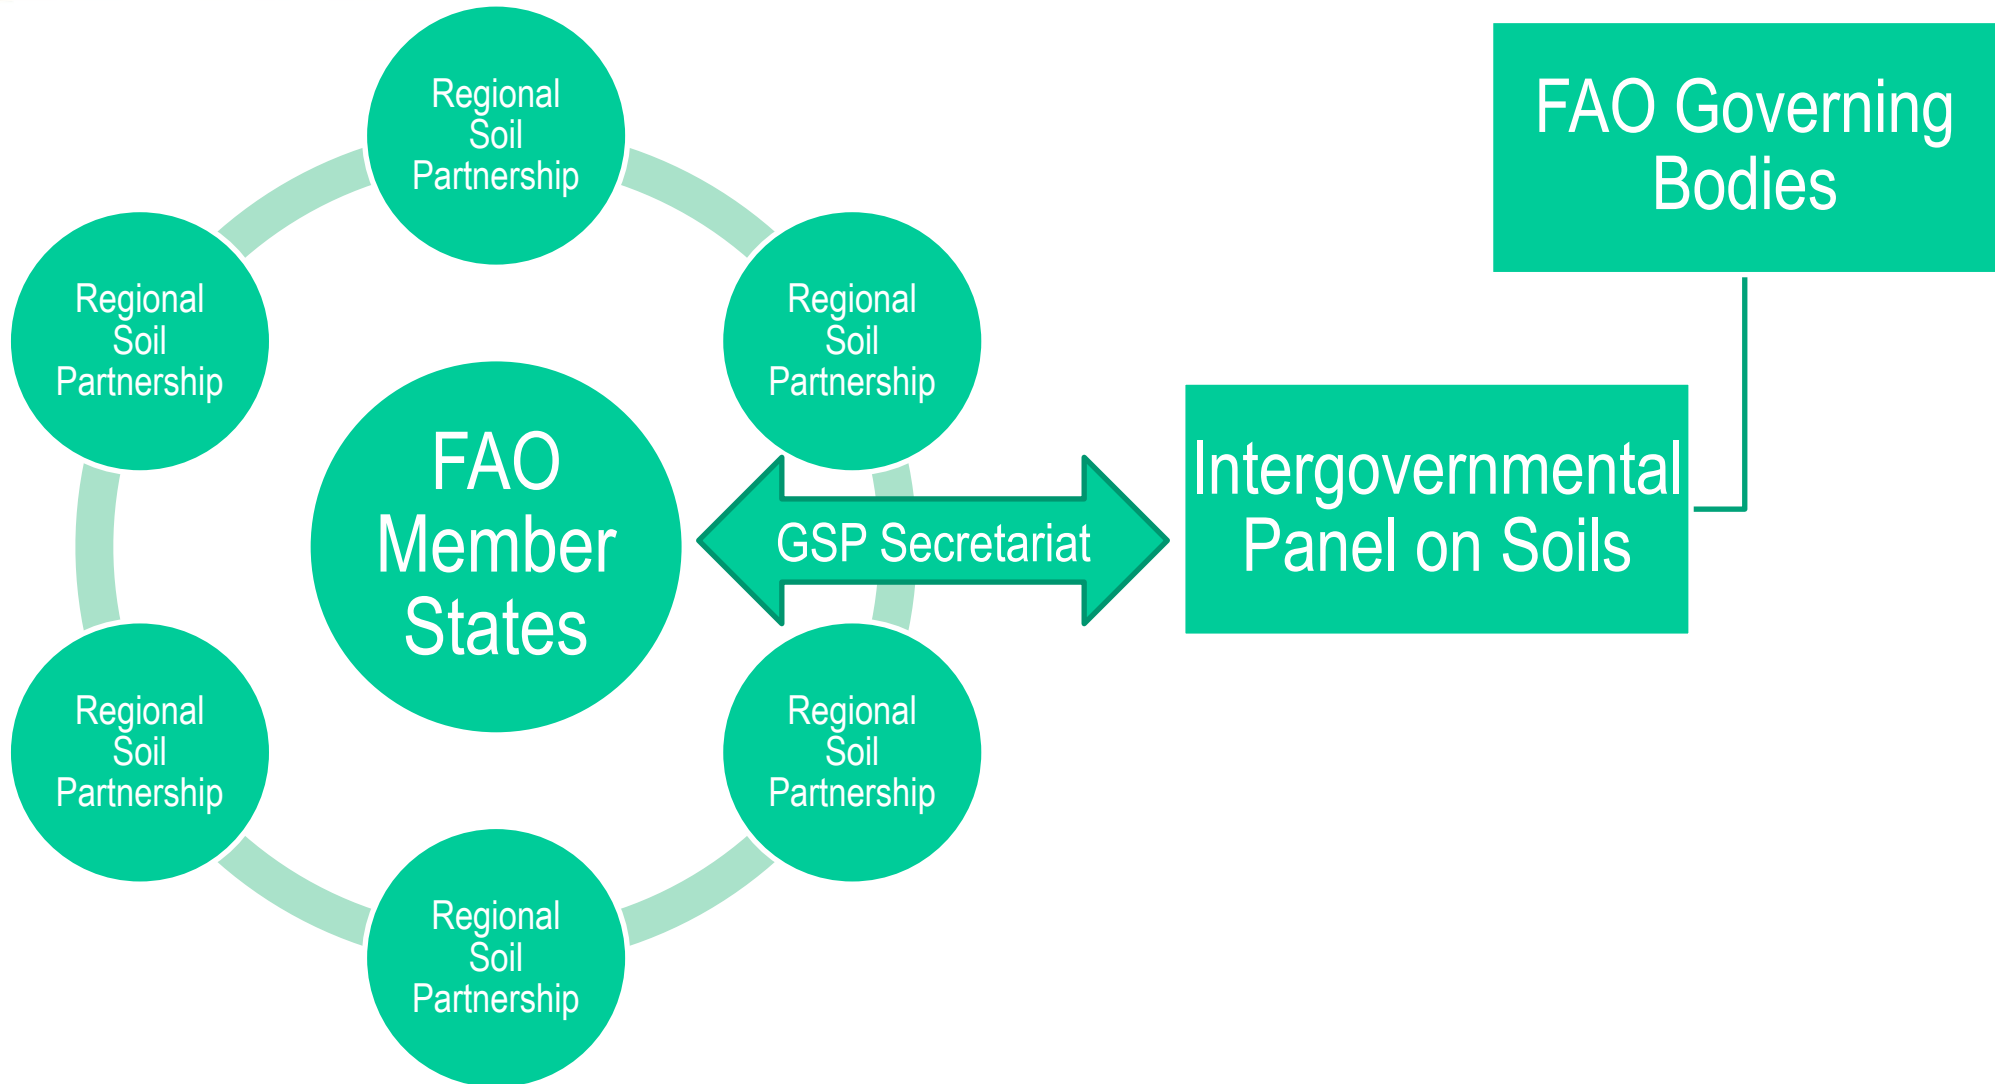 Regional
Soil
Partnership
Regional
Soil
Partnership
Regional
Soil
Partnership
FAO
Member
States
Regional
Soil
Partnership
Regional
Soil
Partnership
Regional
Soil
Partnership
GSP Secretariat
Intergovernmental
Panel on Soils
FAO Governing
Bodies